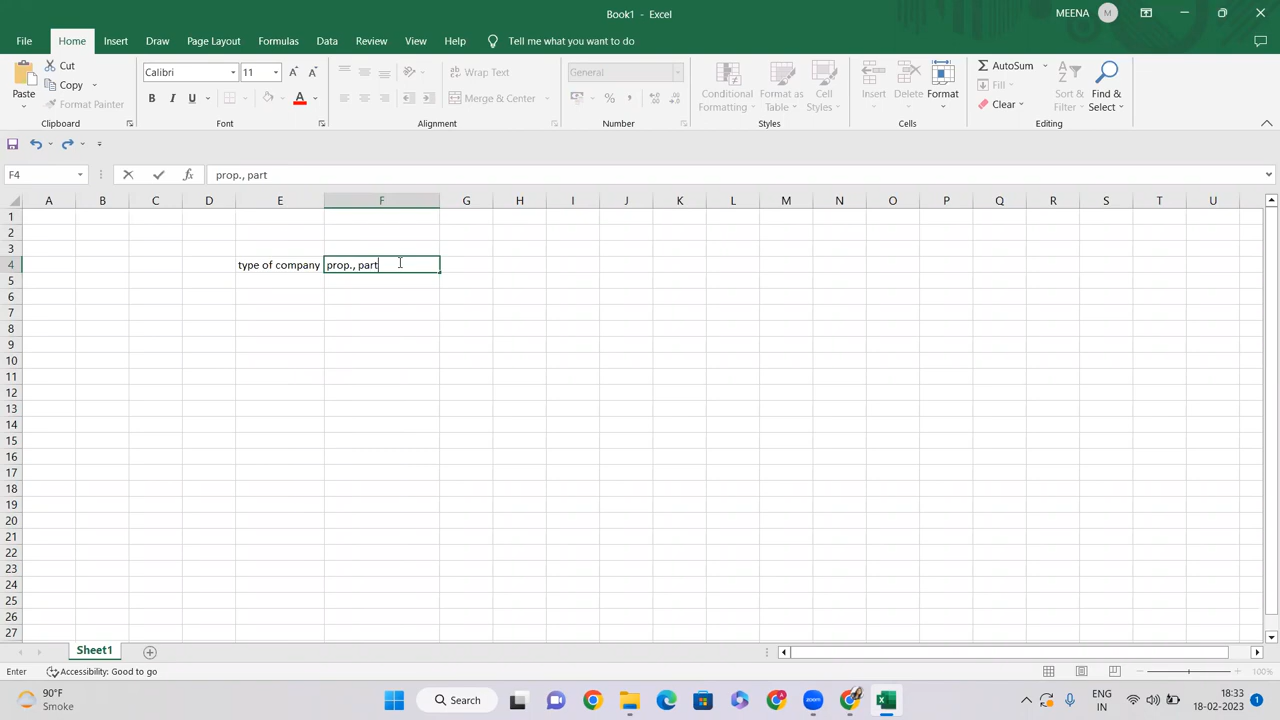 Book1 - Excel
MEENA M
File Home Insert Draw Page Layout Formulas Data Review View Help Tell me what you want to do
Paste
Cut
Copy
Format Painter
Clipboard
Calibri 11
B I U
Font
Wrap Text
Merge & Center
Alignment
General
Number
Conditional Formatting
Format as Table
Cell Styles
Styles
Insert Delete Format
Cells
AutoSum
Fill
Clear
Sort & Filter
Find & Select
Editing
F4 fx prop., part
A B C D E F G H I J K L M N O P Q R S T U
1
2
3
4 type of company prop., part
5
6
7
8
9
10
11
12
13
14
15
16
17
18
19
20
21
22
23
24
25
26
27
Sheet1
Enter Accessibility: Good to go 100%
90°F
Smoke
Search
zoom
ENG
IN
18:33
18-02-2023
1